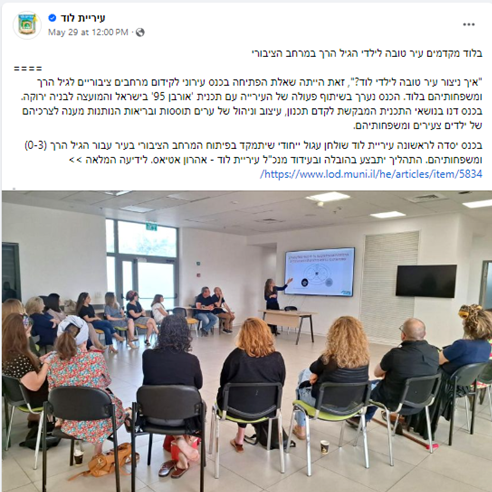 עיריית לוד
May 29 at 12:00 PM ·
בלוד מקדמים עיר טובה לילדי הגיל הרך במרחב הציבורי
====
"איך ניצור עיר טובה לילדי לוד?", זאת הייתה שאלת הפתיחה בכנס עירוני לקידום מרחבים ציבוריים לגיל הרך
ומשפחותיהם בלוד. הכנס נערך בשיתוף פעולה של העירייה עם תכנית 'אורבן 95' בישראל והמועצה לבניה ירוקה.
בכנס דנו בנושאי התכנית המבקשת לקדם תכנון, עיצוב וניהול של ערים תוססות ובריאות הנותנות מענה לצרכיהם
של ילדים צעירים ומשפחותיהם.
בכנס יסדה לראשונה עיריית לוד שולחן עגול ייחודי שיתמקד בפיתוח המרחב הציבורי בעיר עבור הגיל הרך (0-3)
ומשפחותיהם. התהליך יתבצע בהובלה ובעידוד מנכ"ל עיריית לוד - אהרון אטיאס. לידיעה המלאה >>
https://www.lod.muni.il/he/articles/item/5834/